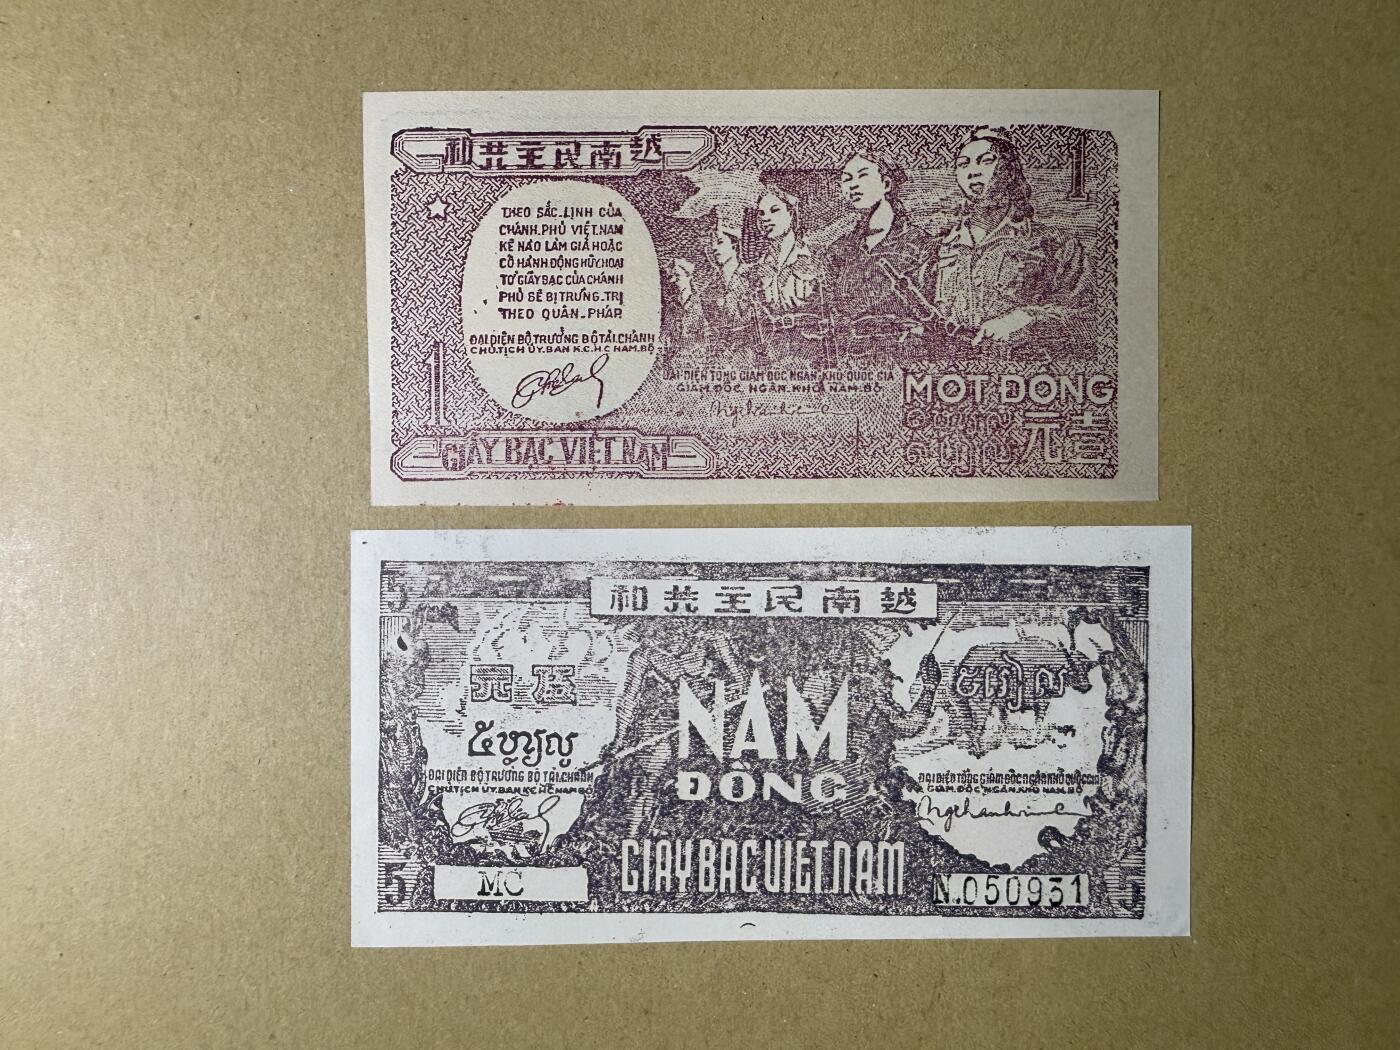 和共主民南越
1
THEO SẮC-LỊNH CỦA
CHÁNH-PHỦ VIỆT-NAM
KẺ NÀO LÀM GIẢ HOẶC
CÓ HÀNH ĐỘNG HỦY HOẠI
TỜ GIẤY BẠC CỦA CHÁNH
PHỦ SẼ BỊ TRỪNG-TRỊ
THEO QUÂN-PHÁP
ĐẠI DIỆN BỘ TRƯỞNG BỘ TÀI CHÁNH
CHỦ TỊCH ỦY-BAN K.C.H.C NAM-BỘ
ĐẠI DIỆN TỔNG GIÁM ĐỐC NGÂN-KHỐ QUỐC GIA
GIÁM-ĐỐC NGÂN-KHỐ NAM-BỘ
1
MỘT ĐỒNG
元壹
GIẤY BẠC VIỆT NAM
5
和共主民南越
元伍
NĂM
ĐỒNG
ĐẠI DIỆN BỘ TRƯỞNG BỘ TÀI CHÁNH
CHỦ TỊCH ỦY-BAN K C H C NAM BỘ
ĐẠI DIỆN TỔNG GIÁM ĐỐC NGÂN KHỐ QUỐC GIA
GIÁM ĐỐC NGÂN-KHỐ NAM-BỘ
GIẤY BẠC VIỆT NAM
5
MC
N.050931
5